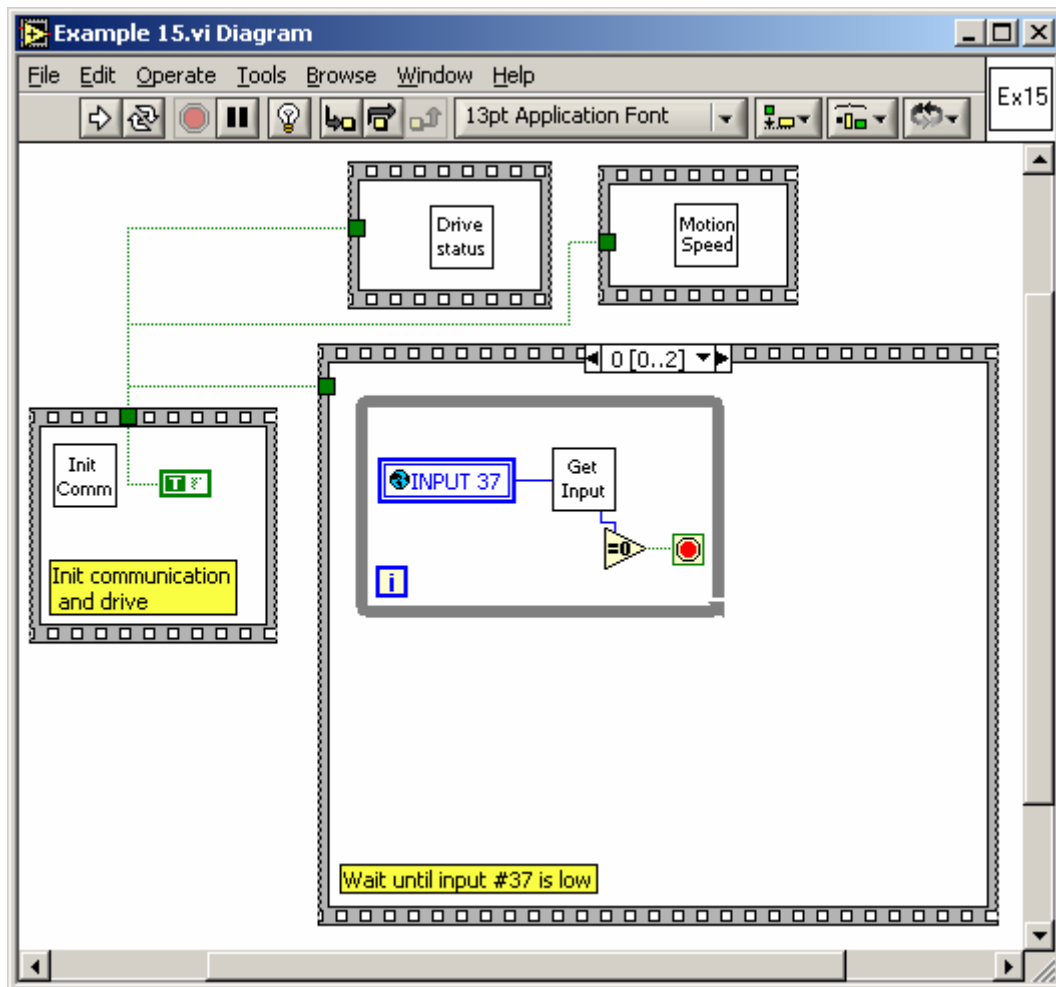 Example 15.vi Diagram
File Edit Operate Tools Browse Window Help
13pt Application Font
Ex15
Drive
status
Motion
Speed
0 [0..2]
Init
Comm
T F
INPUT 37
Get
Input
=0
i
Init communication
and drive
Wait until input #37 is low